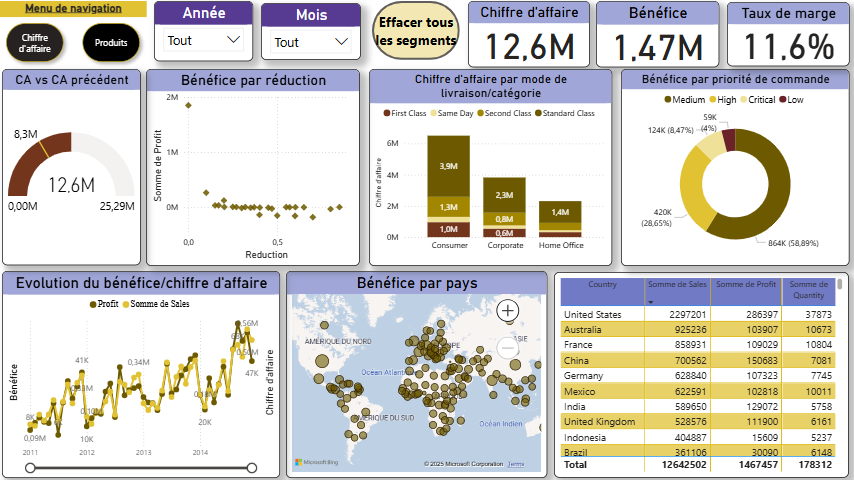 Menu de navigation
Chiffre
d'affaire
Produits
Année
Tout
Mois
Tout
Effacer tous
les segments
Chiffre d'affaire
12,6M
Bénéfice
1,47M
Taux de marge
11,6%
CA vs CA précédent
8,3M
12,6M
0,00M
25,29M
Bénéfice par réduction
Somme de Profit
2M
1M
0M
0,0
0,5
Reduction
Chiffre d'affaire par mode de
livraison/catégorie
First Class
Same Day
Second Class
Standard Class
Chiffre d'affaire
6M
4M
2M
0M
3,9M
1,3M
1,0M
2,3M
0,8M
0,6M
1,4M
Consumer
Corporate
Home Office
Bénéfice par priorité de commande
Medium
High
Critical
Low
59K
(4%)
124K (8,47%)
420K
(28,65%)
864K (58,89%)
Evolution du bénéfice/chiffre d'affaire
Profit
Somme de Sales
Bénéfice
Chiffre d'affaire
8K
0,09M
41K
10K
0,34M
20K
47K
2011
2012
2013
2014
Bénéfice par pays
AMÉRIQUE DU NORD
Océan Atlant
AMÉRIQUE DU SUD
Océan Indien
Microsoft Bing
© 2025 Microsoft Corporation
Terms
Country
Somme de Sales
Somme de Profit
Somme de
Quantity
United States 2297201 286397 37873
Australia 925236 103907 10673
France 858931 109029 10804
China 700562 150683 7081
Germany 628840 107323 7745
Mexico 622591 102818 10011
India 589650 129072 5758
United Kingdom 528576 111900 6161
Indonesia 404887 15609 5237
Brazil 361106 30090 6148
Total 12642502 1467457 178312